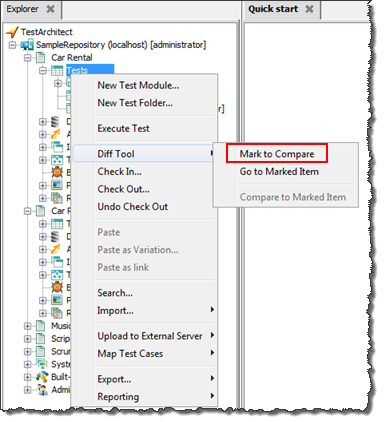 Explorer
Quick start
TestArchitect
SampleRepository (localhost) [administrator]
Car Rental
Tests
New Test Module...
New Test Folder...
Execute Test
Diff Tool
Mark to Compare
Check In...
Go to Marked Item
Check Out...
Compare to Marked Item
Undo Check Out
Paste
Paste as Variation...
Paste as link
Search...
Import...
Upload to External Server
Map Test Cases
Export...
Reporting
Car R
Music
Scrip
Scrun
Syste
Built-
Admi